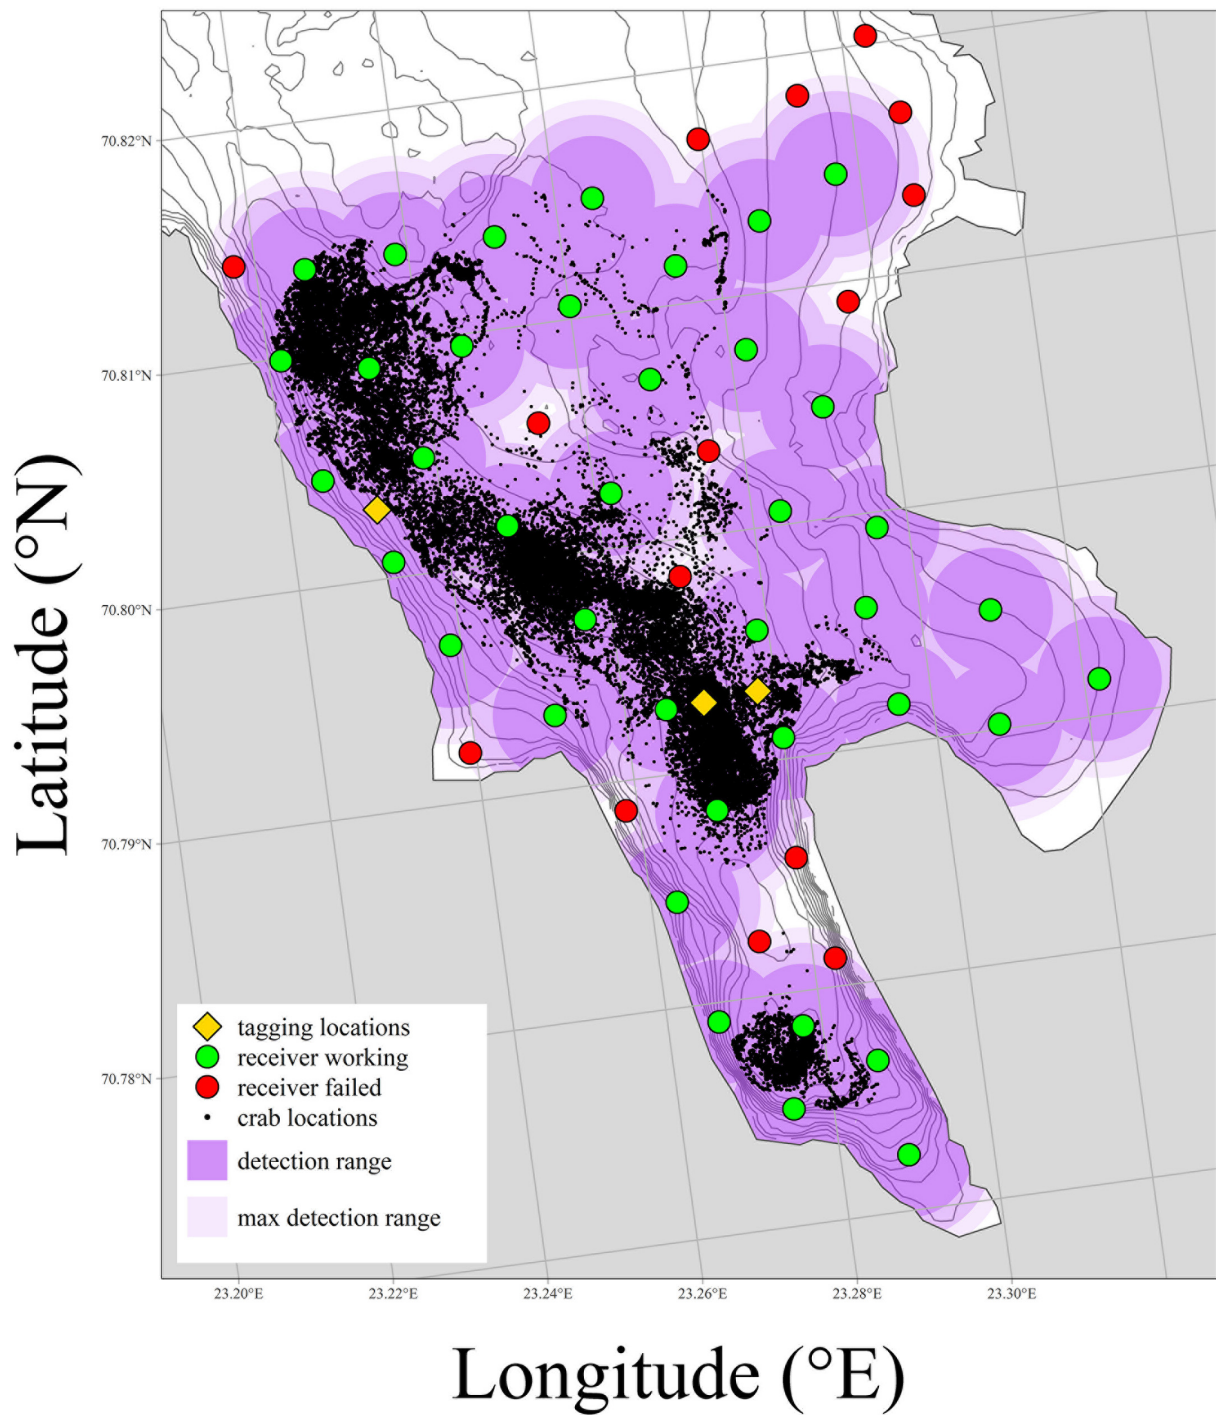 Latitude (°N)
70.82°N
70.81°N
70.80°N
70.79°N
70.78°N
tagging locations
receiver working
receiver failed
crab locations
detection range
max detection range
23.20°E 23.22°E 23.24°E 23.26°E 23.28°E 23.30°E
Longitude (°E)